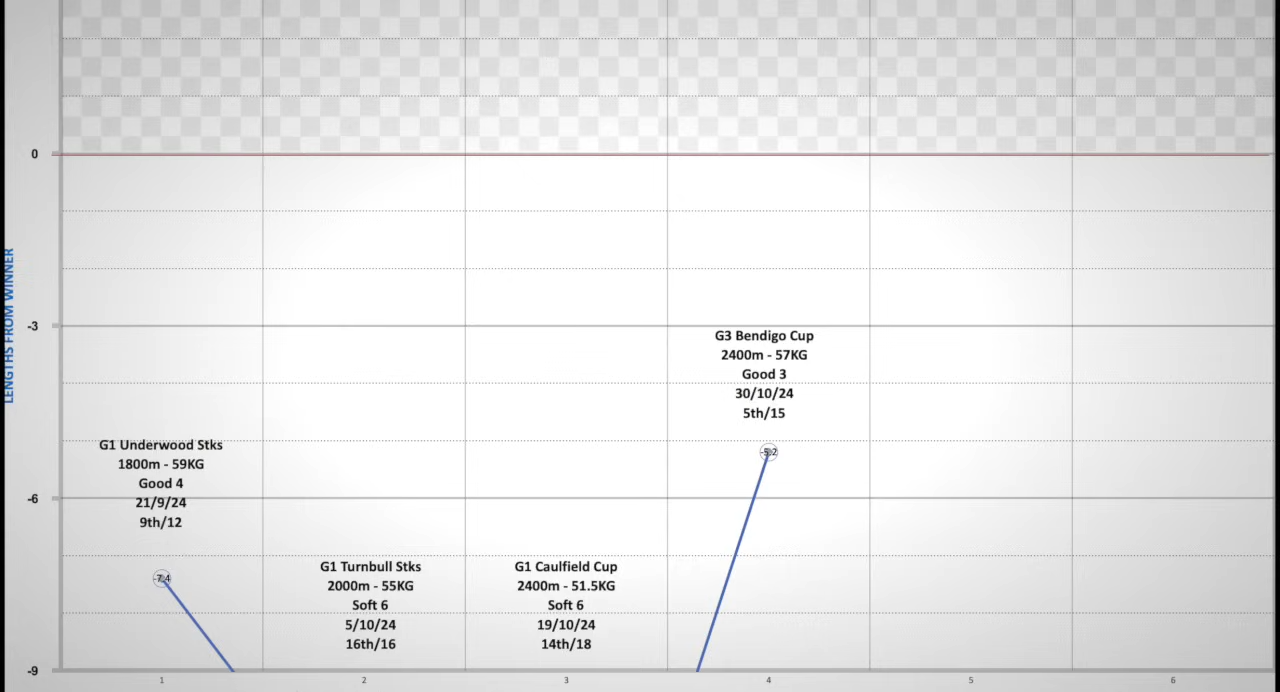 LENGTHS FROM WINNER
0
-3
-6
-9
G1 Underwood Stks
1800m - 59KG
Good 4
21/9/24
9th/12
-7.4
G1 Turnbull Stks
2000m - 55KG
Soft 6
5/10/24
16th/16
G1 Caulfield Cup
2400m - 51.5KG
Soft 6
19/10/24
14th/18
G3 Bendigo Cup
2400m - 57KG
Good 3
30/10/24
5th/15
-5.2
1
2
3
4
5
6